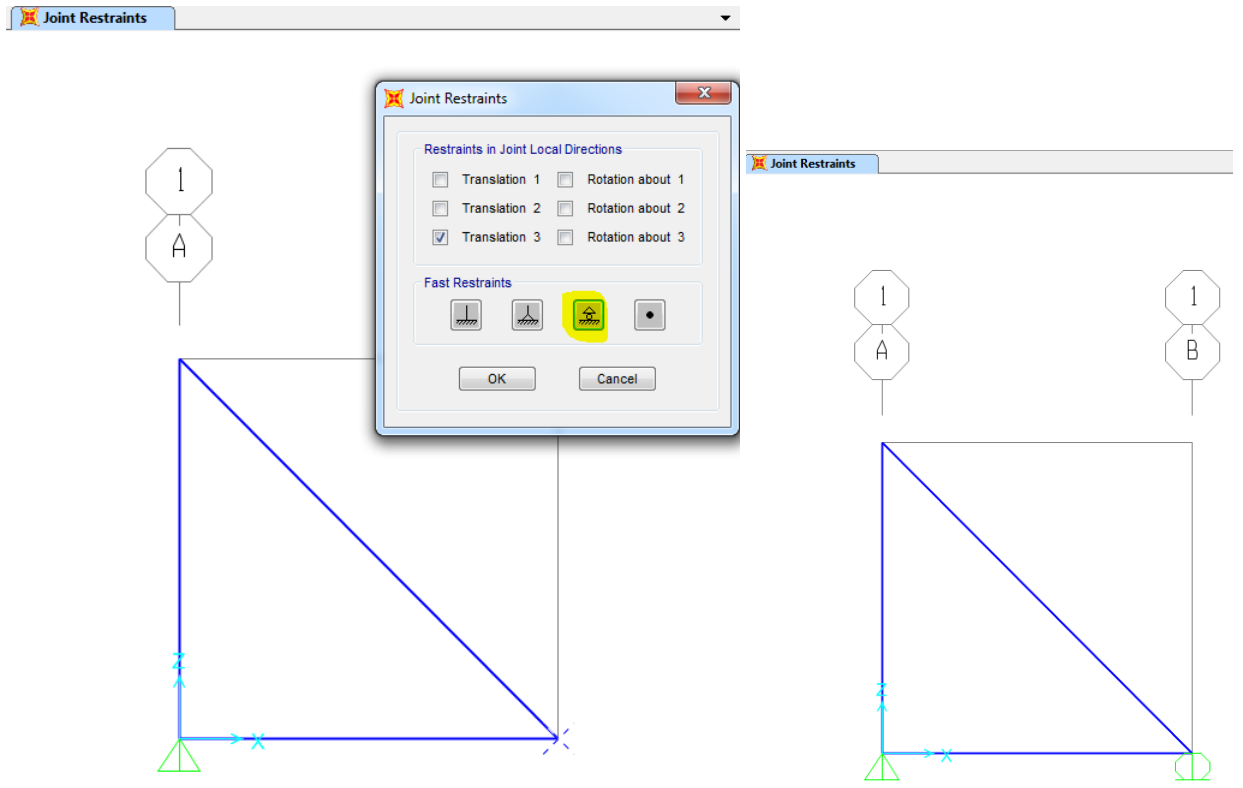 Joint Restraints
Joint Restraints
Restraints in Joint Local Directions
Translation 1 Rotation about 1
Translation 2 Rotation about 2
Translation 3 Rotation about 3
Fast Restraints
OK Cancel
1
A
Z
X
Joint Restraints
1 1
A B
Z
X